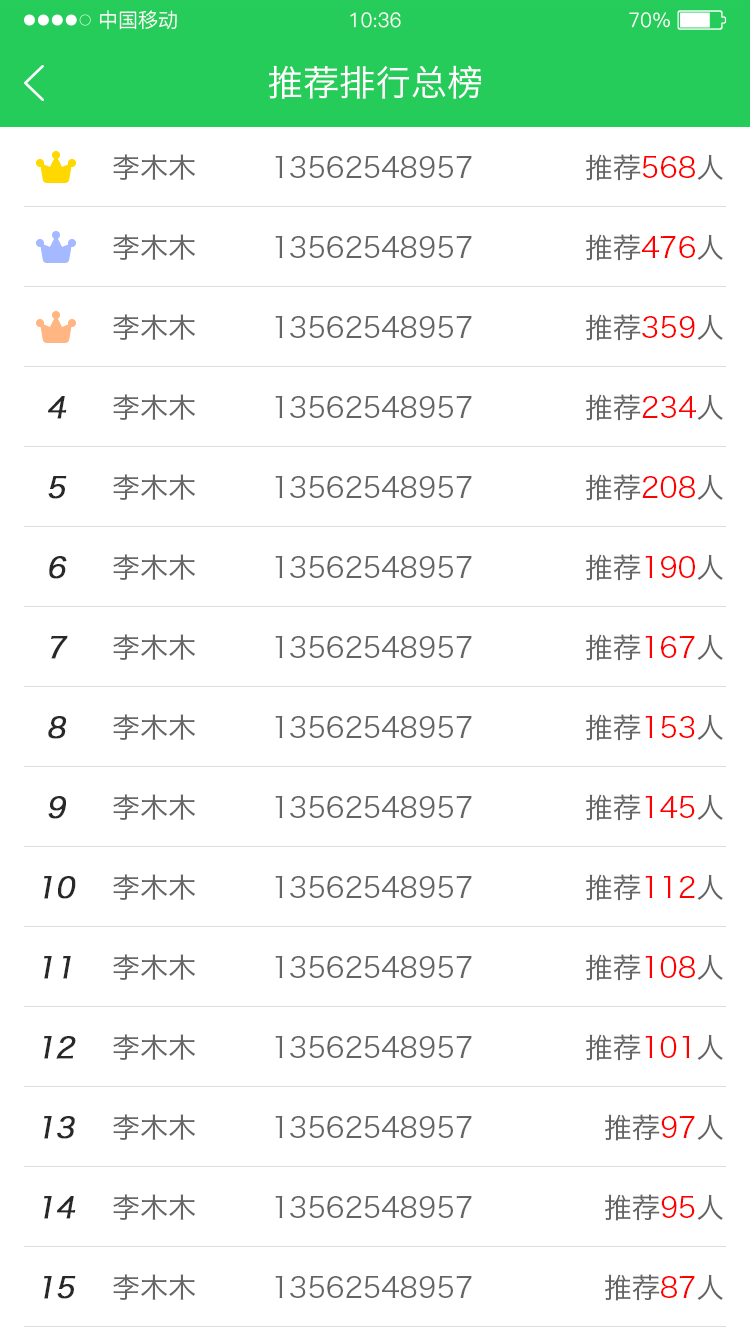 中国移动 10:36 70%
推荐排行总榜
李木木 13562548957 推荐568人
李木木 13562548957 推荐476人
李木木 13562548957 推荐359人
4 李木木 13562548957 推荐234人
5 李木木 13562548957 推荐208人
6 李木木 13562548957 推荐190人
7 李木木 13562548957 推荐167人
8 李木木 13562548957 推荐153人
9 李木木 13562548957 推荐145人
10 李木木 13562548957 推荐112人
11 李木木 13562548957 推荐108人
12 李木木 13562548957 推荐101人
13 李木木 13562548957 推荐97人
14 李木木 13562548957 推荐95人
15 李木木 13562548957 推荐87人